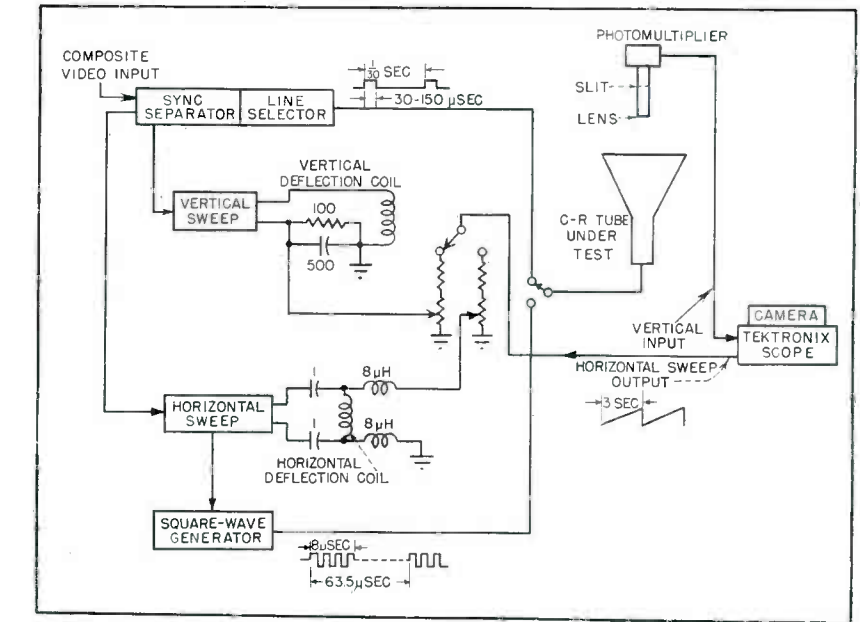 COMPOSITE
VIDEO INPUT
SYNC
SEPARATOR
LINE
SELECTOR
1/30 SEC
30-150 µSEC
PHOTOMULTIPLIER
SLIT
LENS
VERTICAL
DEFLECTION COIL
VERTICAL
SWEEP
100
500
C-R TUBE
UNDER
TEST
VERTICAL
INPUT
CAMERA
TEKTRONIX
SCOPE
HORIZONTAL SWEEP
OUTPUT
3 SEC
HORIZONTAL
SWEEP
1
8µH
1
8µH
HORIZONTAL
DEFLECTION COIL
SQUARE-WAVE
GENERATOR
8µSEC
63.5µSEC